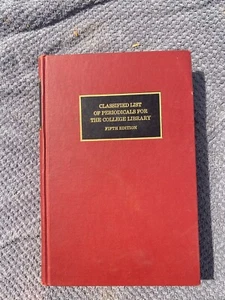 CLASSIFIED LIST
OF PERIODICALS FOR
THE COLLEGE LIBRARY
FIFTH EDITION